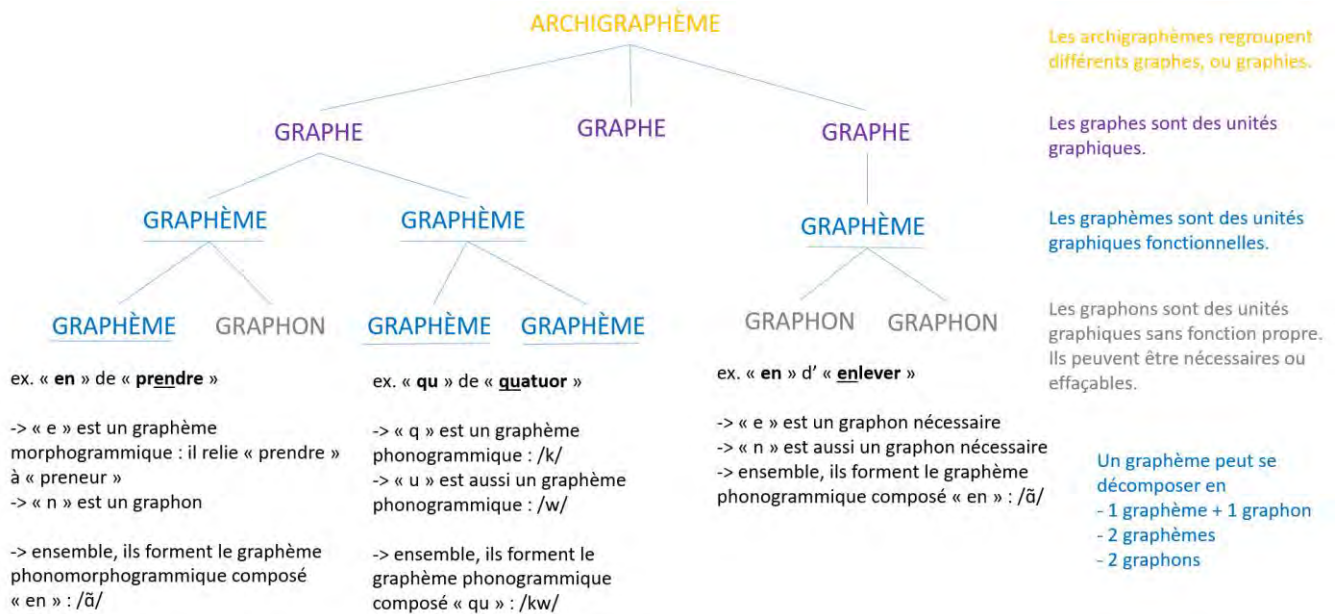 ARCHIGRAPHÈME
Les archigraphèmes regroupent
différents graphes, ou graphies.
GRAPHE
GRAPHE
GRAPHE
Les graphes sont des unités
graphiques.
GRAPHÈME
GRAPHÈME
GRAPHÈME
Les graphèmes sont des unités
graphiques fonctionnelles.
GRAPHÈME
GRAPHON
GRAPHÈME
GRAPHÈME
GRAPHON
GRAPHON
Les graphons sont des unités
graphiques sans fonction propre.
Ils peuvent être nécessaires ou
effaçables.
ex. « en » de « prendre »
-> « e » est un graphème
morphogrammique : il relie « prendre »
à « preneur »
-> « n » est un graphon
-> ensemble, ils forment le graphème
phonomorphogrammique composé
« en » : /ɑ̃/
ex. « qu » de « quatuor »
-> « q » est un graphème
phonogrammique : /k/
-> « u » est aussi un graphème
phonogrammique : /w/
-> ensemble, ils forment le
graphème phonogrammique
composé « qu » : /kw/
ex. « en » d’ « enlever »
-> « e » est un graphon nécessaire
-> « n » est aussi un graphon nécessaire
-> ensemble, ils forment le graphème
phonogrammique composé « en » : /ɑ̃/
Un graphème peut se
décomposer en
- 1 graphème + 1 graphon
- 2 graphèmes
- 2 graphons